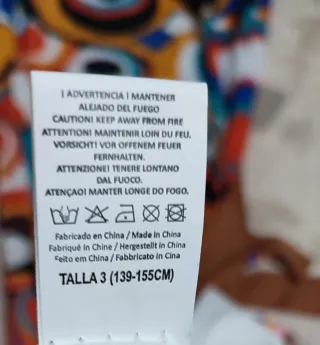 ¡ ADVERTENCIA ! MANTENER
ALEJADO DEL FUEGO
CAUTION! KEEP AWAY FROM FIRE
ATTENTION! MAINTENIR LOIN DU FEU.
VORSICHT! VOR OFFENEM FEUER
FERNHALTEN.
ATTENZIONE! TENERE LONTANO
DAL FUOCO.
ATENÇAO! MANTER LONGE DO FOGO.
Fabricado en China / Made in China
Fabriqué in Chine / Hergestellt in China
Feito em China / Fabbricato in Cina
TALLA 3 (139-155CM)